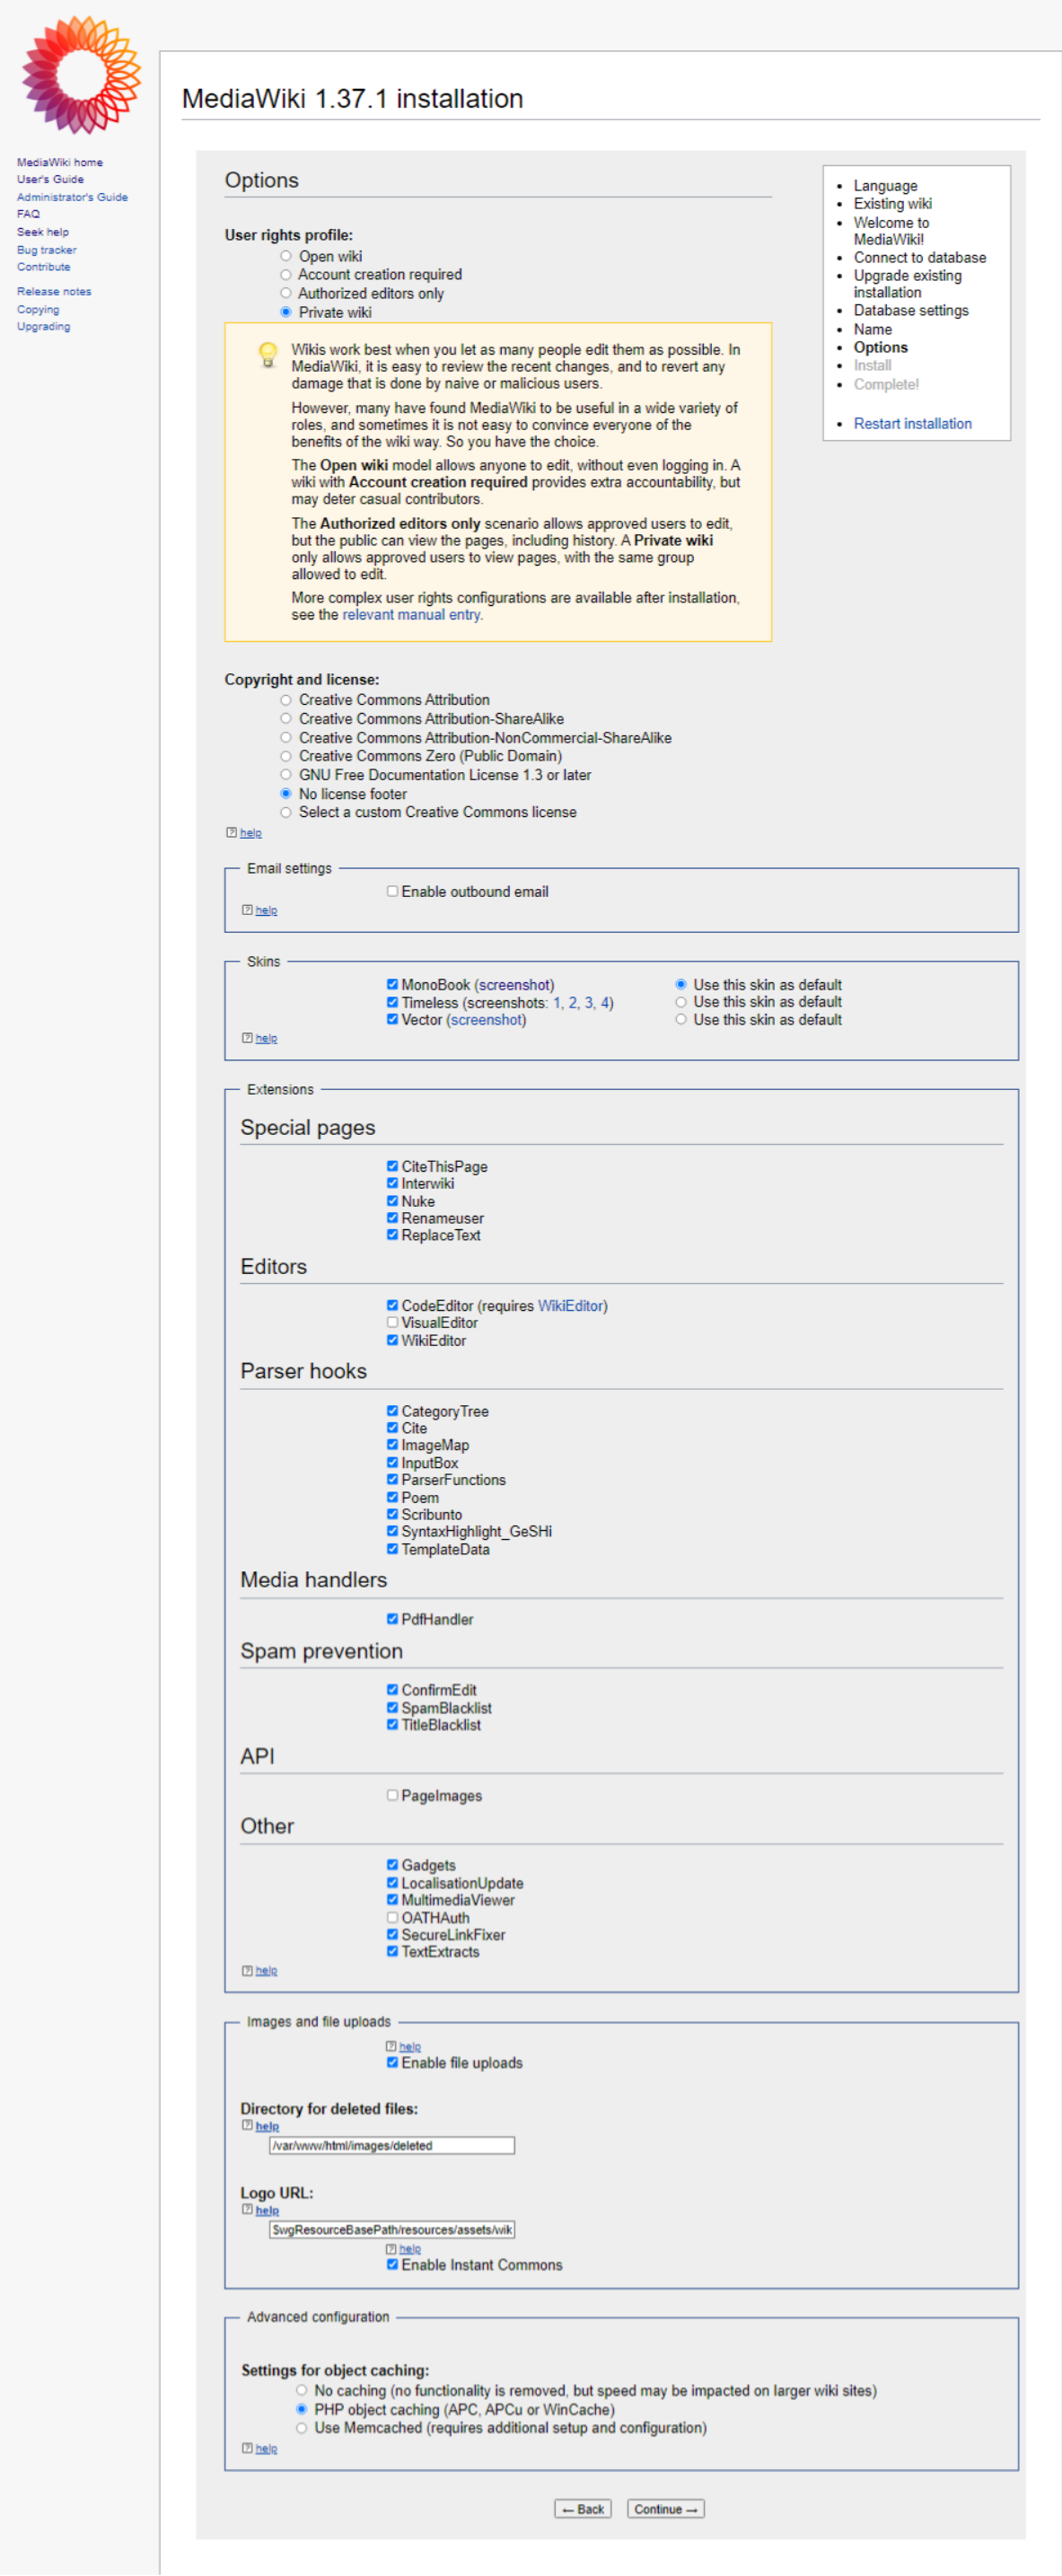 MediaWiki home
User's Guide
Administrator's Guide
FAQ
Seek help
Bug tracker
Contribute
Release notes
Copying
Upgrading
MediaWiki 1.37.1 installation
Language
Existing wiki
Welcome to
MediaWiki!
Connect to database
Upgrade existing
installation
Database settings
Name
Options
Install
Complete!
Restart installation
Options
User rights profile:
Open wiki
Account creation required
Authorized editors only
Private wiki
Wikis work best when you let as many people edit them as possible. In
MediaWiki, it is easy to review the recent changes, and to revert any
damage that is done by naive or malicious users.
However, many have found MediaWiki to be useful in a wide variety of
roles, and sometimes it is not easy to convince everyone of the
benefits of the wiki way. So you have the choice.
The Open wiki model allows anyone to edit, without even logging in. A
wiki with Account creation required provides extra accountability, but
may deter casual contributors.
The Authorized editors only scenario allows approved users to edit,
but the public can view the pages, including history. A Private wiki
only allows approved users to view pages, with the same group
allowed to edit.
More complex user rights configurations are available after installation,
see the relevant manual entry.
Copyright and license:
Creative Commons Attribution
Creative Commons Attribution-ShareAlike
Creative Commons Attribution-NonCommercial-ShareAlike
Creative Commons Zero (Public Domain)
GNU Free Documentation License 1.3 or later
No license footer
Select a custom Creative Commons license
help
Email settings
Enable outbound email
help
Skins
MonoBook (screenshot) Use this skin as default
Timeless (screenshots: 1, 2, 3, 4) Use this skin as default
Vector (screenshot) Use this skin as default
help
Extensions
Special pages
CiteThisPage
Interwiki
Nuke
Renameuser
ReplaceText
Editors
CodeEditor (requires WikiEditor)
VisualEditor
WikiEditor
Parser hooks
CategoryTree
Cite
ImageMap
InputBox
ParserFunctions
Poem
Scribunto
SyntaxHighlight_GeSHi
TemplateData
Media handlers
PdfHandler
Spam prevention
ConfirmEdit
SpamBlacklist
TitleBlacklist
API
PageImages
Other
Gadgets
LocalisationUpdate
MultimediaViewer
OATHAuth
SecureLinkFixer
TextExtracts
help
Images and file uploads
help
Enable file uploads
Directory for deleted files:
help
/var/www/html/images/deleted
Logo URL:
help
$wgResourceBasePath/resources/assets/wik
help
Enable Instant Commons
Advanced configuration
Settings for object caching:
No caching (no functionality is removed, but speed may be impacted on larger wiki sites)
PHP object caching (APC, APCu or WinCache)
Use Memcached (requires additional setup and configuration)
help
← Back Continue →